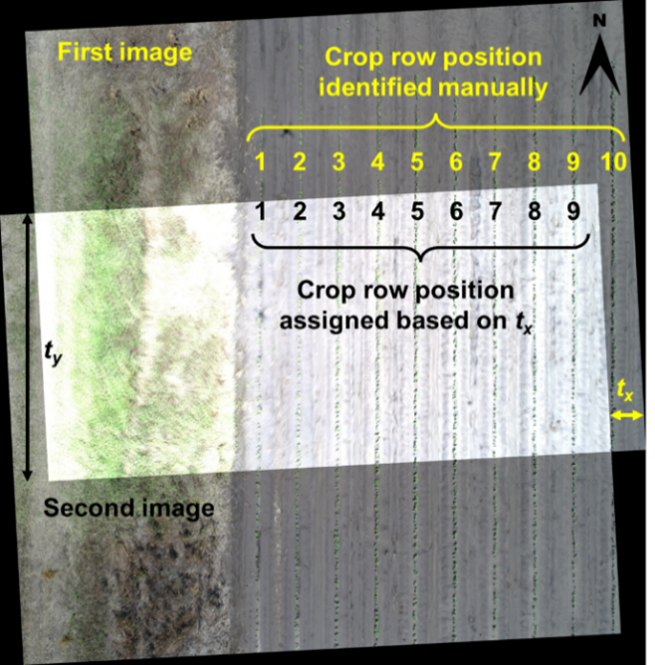 N
First image
Crop row position
identified manually
1 2 3 4 5 6 7 8 9 10
1 2 3 4 5 6 7 8 9
Crop row position
assigned based on tx
ty
tx
Second image